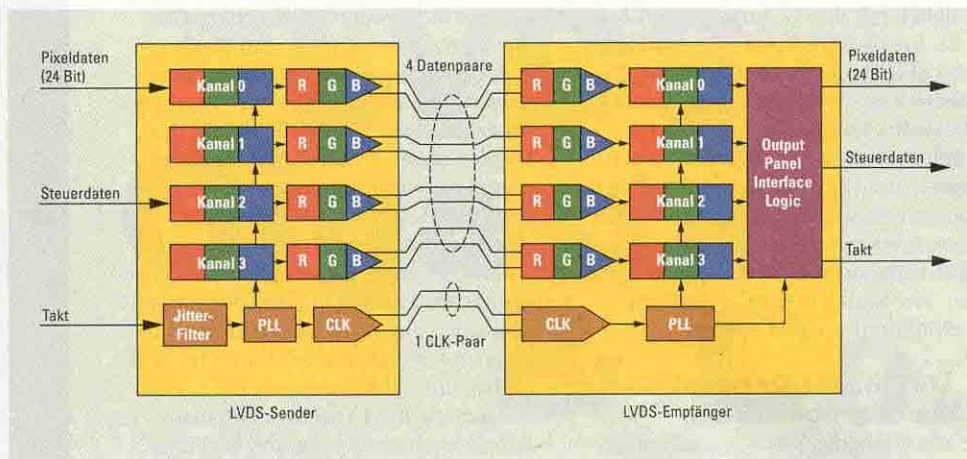 Pixeldaten
(24 Bit)
Steuerdaten
Takt
Kanal 0
R G B
Kanal 1
R G B
Kanal 2
R G B
Kanal 3
R G B
Jitter-
Filter
PLL
CLK
LVDS-Sender
4 Datenpaare
1 CLK-Paar
R G B
Kanal 0
R G B
Kanal 1
R G B
Kanal 2
R G B
Kanal 3
CLK
PLL
Output
Panel
Interface
Logic
LVDS-Empfänger
Pixeldaten
(24 Bit)
Steuerdaten
Takt